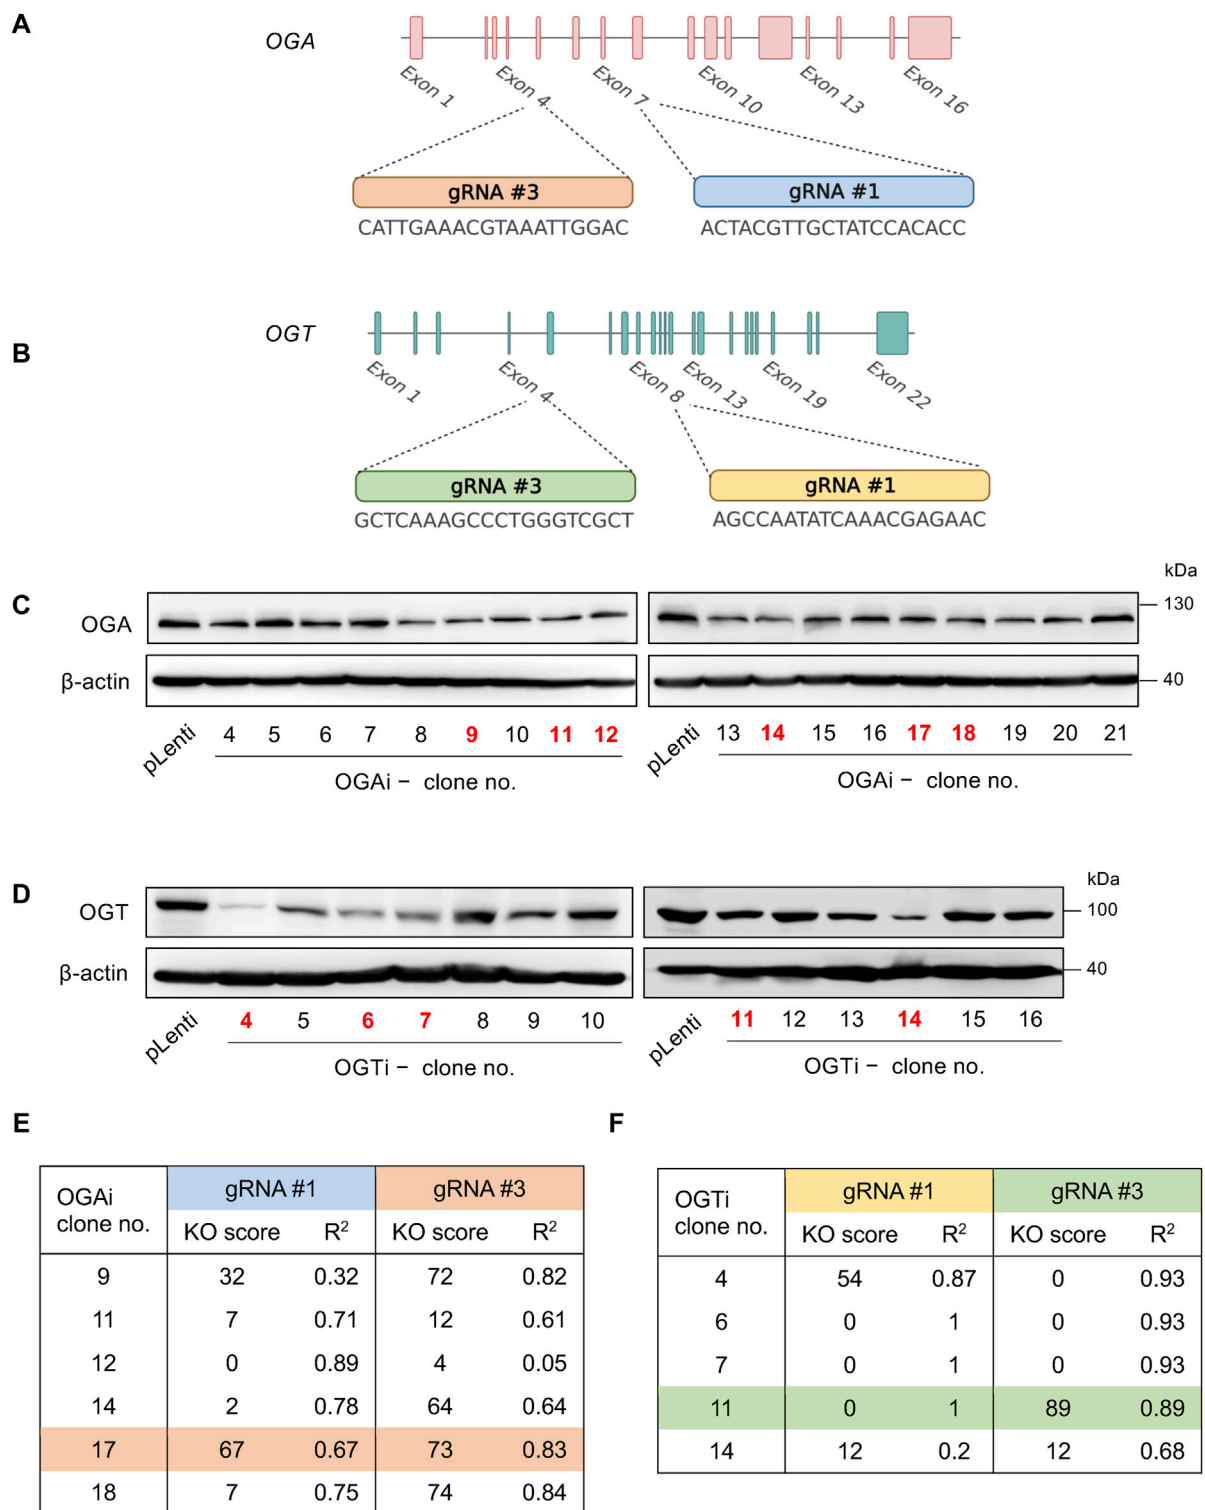 A
OGA
Exon 1
Exon 4
Exon 7
Exon 10
Exon 13
Exon 16
gRNA #3
gRNA #1
CATTGAAACGTAAATTGGAC
ACTACGTTGCTATCCACACC
B
OGT
Exon 1
Exon 4
Exon 8
Exon 13
Exon 19
Exon 22
gRNA #3
gRNA #1
GCTCAAAGCCCTGGGTCGCT
AGCCAATATCAAACGAGAAC
C
kDa
OGA
130
β-actin
40
pLenti 4 5 6 7 8 9 10 11 12
pLenti 13 14 15 16 17 18 19 20 21
OGAi – clone no.
OGAi – clone no.
D
kDa
OGT
100
β-actin
40
pLenti 4 5 6 7 8 9 10
pLenti 11 12 13 14 15 16
OGTi – clone no.
OGTi – clone no.
E
OGAi clone no. gRNA #1 gRNA #3
KO score R² KO score R²
9 32 0.32 72 0.82
11 7 0.71 12 0.61
12 0 0.89 4 0.05
14 2 0.78 64 0.64
17 67 0.67 73 0.83
18 7 0.75 74 0.84
F
OGTi clone no. gRNA #1 gRNA #3
KO score R² KO score R²
4 54 0.87 0 0.93
6 0 1 0 0.93
7 0 1 0 0.93
11 0 1 89 0.89
14 12 0.2 12 0.68